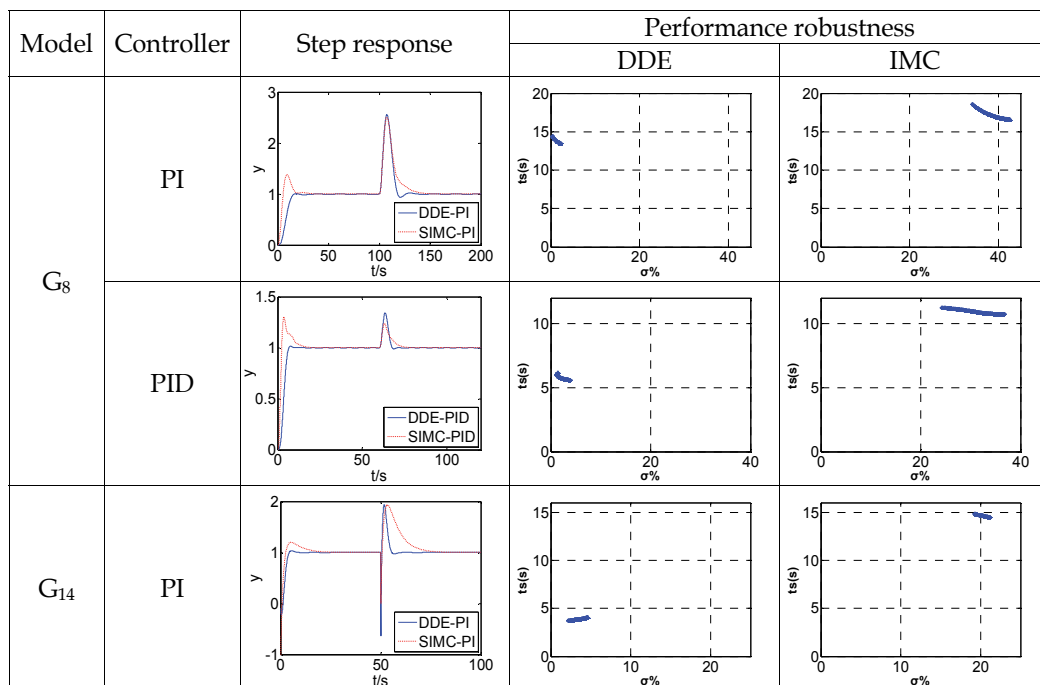 Model Controller Step response Performance robustness
DDE IMC
G8
PI
3
2
1
0
y
0 50 100 150 200
t/s
DDE-PI
SIMC-PI
20
15
10
5
0
ts(s)
0 20 40
σ%
20
15
10
5
0
ts(s)
0 20 40
σ%
PID
1.5
1
0.5
0
y
0 50 100
t/s
DDE-PID
SIMC-PID
10
5
0
ts(s)
0 20 40
σ%
10
5
0
ts(s)
0 20 40
σ%
G14
PI
2
1
0
-1
y
0 50 100
t/s
DDE-PI
SIMC-PI
15
10
5
0
ts(s)
0 10 20
σ%
15
10
5
0
ts(s)
0 10 20
σ%